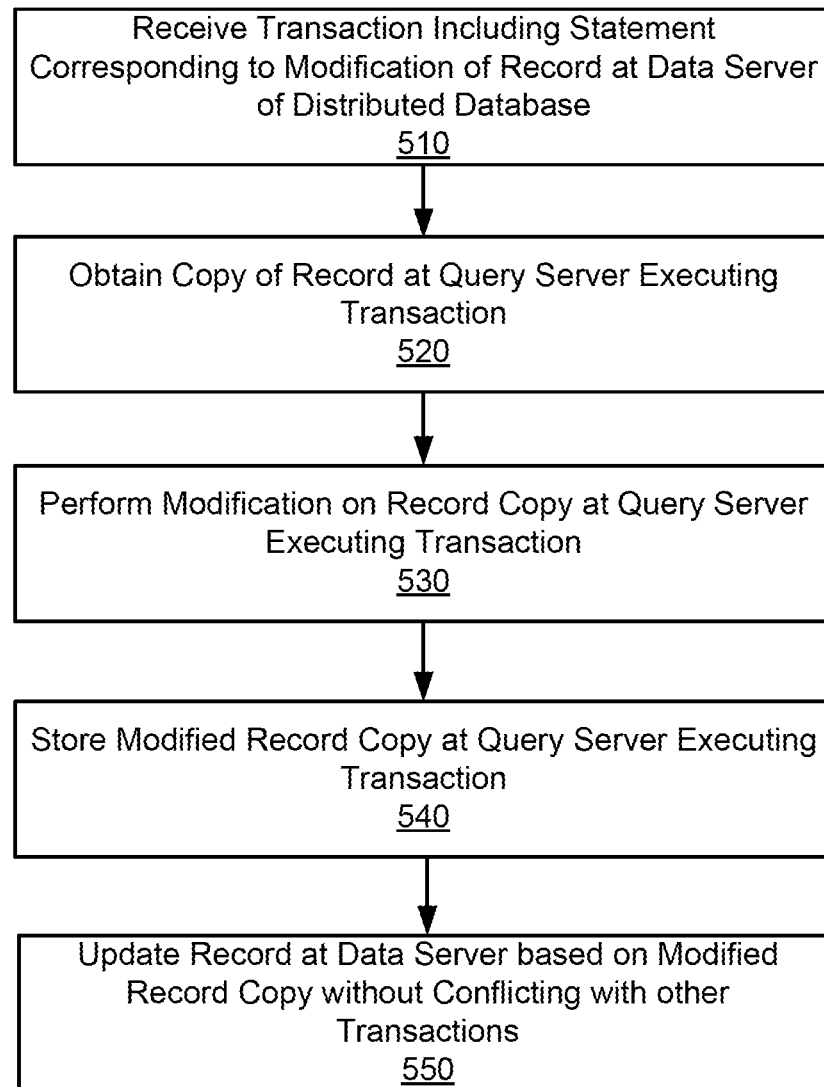 Receive Transaction Including Statement
Corresponding to Modification of Record at Data Server
of Distributed Database
510
Obtain Copy of Record at Query Server Executing
Transaction
520
Perform Modification on Record Copy at Query Server
Executing Transaction
530
Store Modified Record Copy at Query Server Executing
Transaction
540
Update Record at Data Server based on Modified
Record Copy without Conflicting with other
Transactions
550